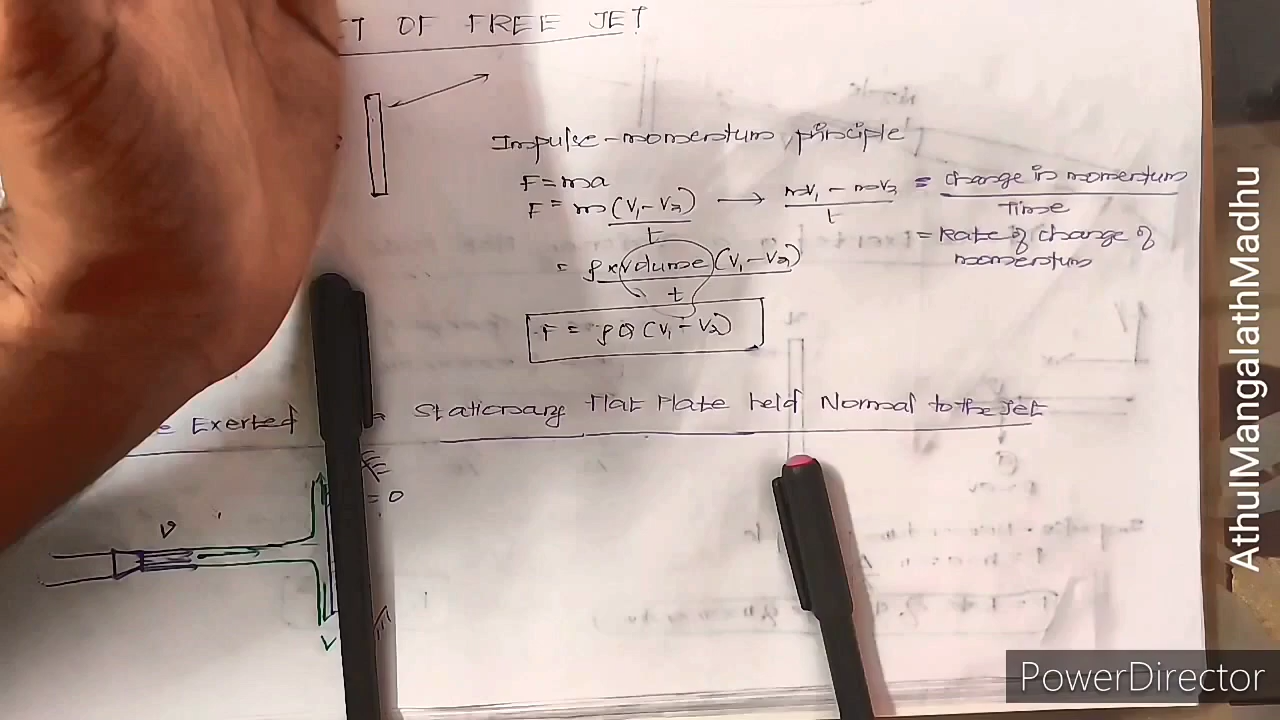 OF FREE JET
Impulse-momentum principle
F = ma
F = m(V₁-V₂)/t → mV₁ - mV₂/t = change in momentum/Time
= Rate of change of momentum
= ρ × volume (V₁-V₂)/t
F = ρQ (V₁-V₂)
Exerted Stationary Flat Plate held Normal to the Jet
= 0
V
V
AthulMangalathMadhu
PowerDirector